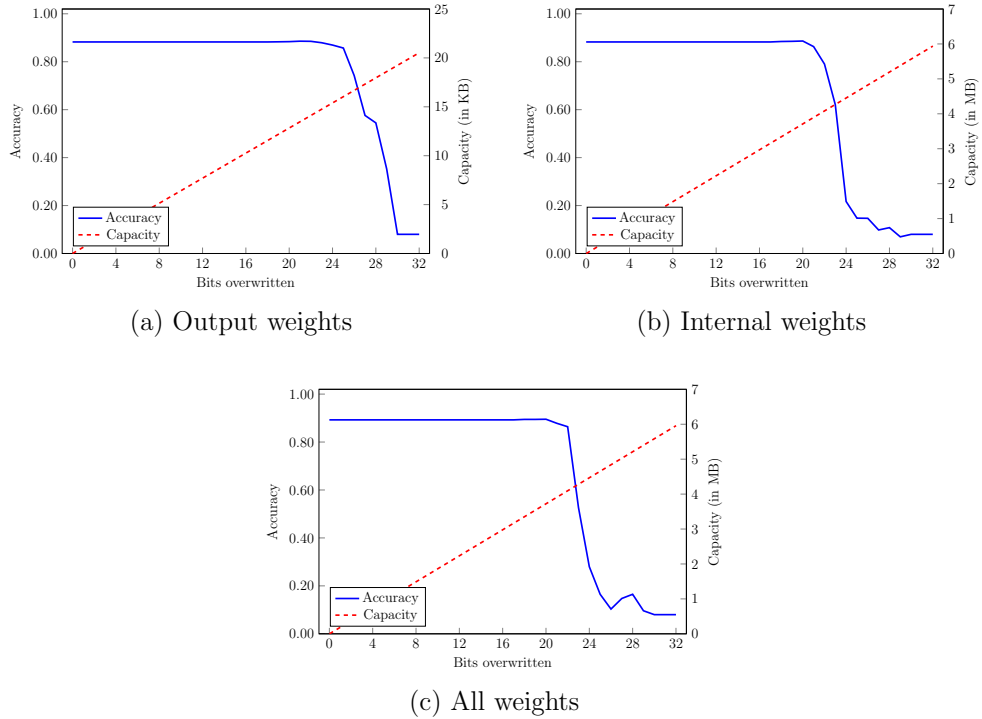 1.00
0.80
0.60
0.40
0.20
0.00
Accuracy
25
20
15
10
5
0
Capacity (in KB)
Accuracy
Capacity
0 4 8 12 16 20 24 28 32
Bits overwritten
(a) Output weights
1.00
0.80
0.60
0.40
0.20
0.00
Accuracy
7
6
5
4
3
2
1
0
Capacity (in MB)
Accuracy
Capacity
0 4 8 12 16 20 24 28 32
Bits overwritten
(b) Internal weights
1.00
0.80
0.60
0.40
0.20
0.00
Accuracy
7
6
5
4
3
2
1
0
Capacity (in MB)
Accuracy
Capacity
0 4 8 12 16 20 24 28 32
Bits overwritten
(c) All weights